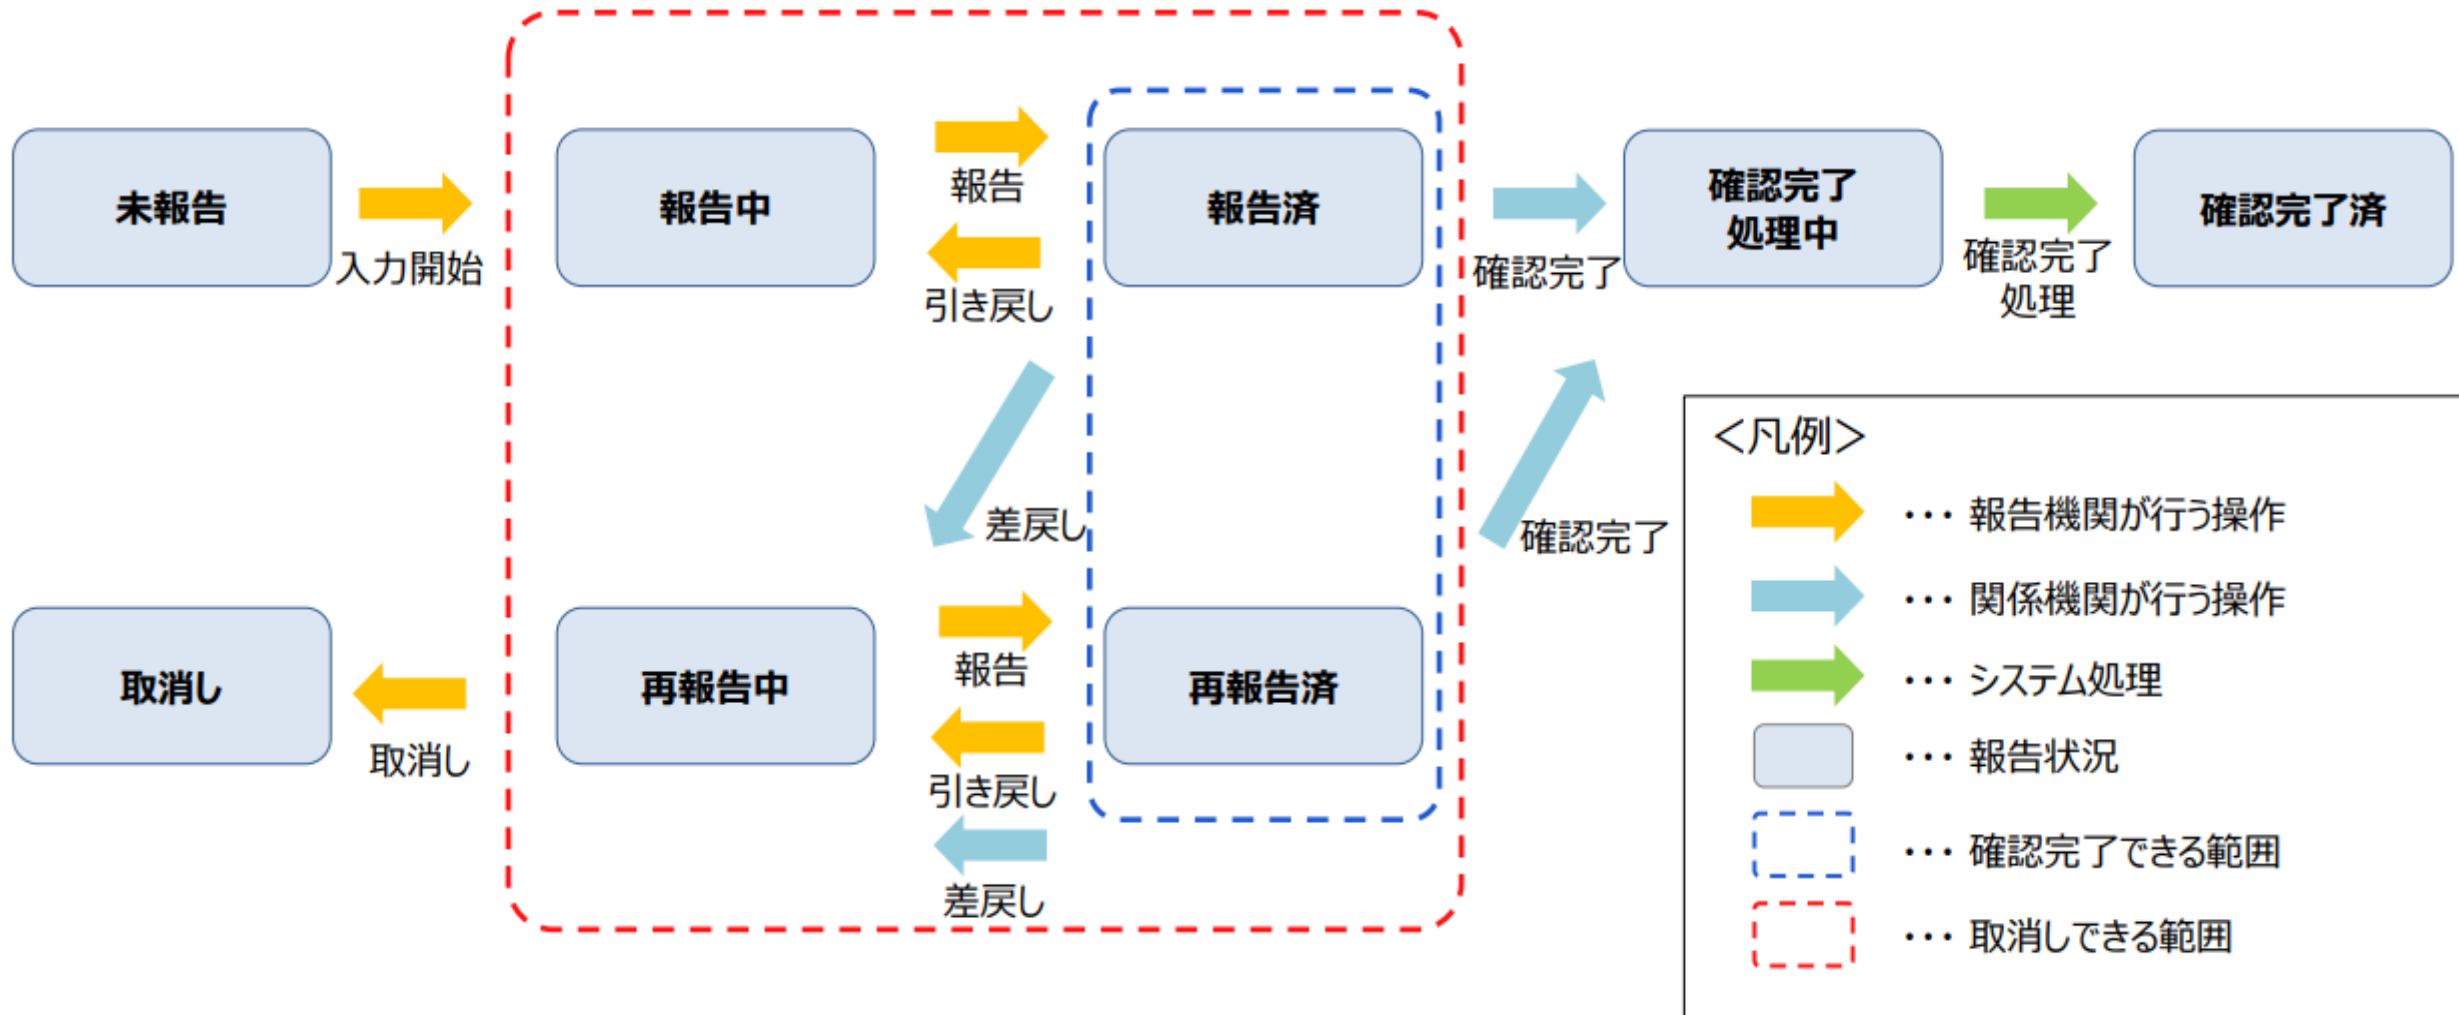 未報告
入力開始
報告中
報告
引き戻し
報告済
確認完了
確認完了
処理中
確認完了
処理
確認完了済
差戻し
確認完了
取消し
取消し
再報告中
報告
引き戻し
差戻し
再報告済
＜凡例＞
･･･ 報告機関が行う操作
･･･ 関係機関が行う操作
･･･ システム処理
･･･ 報告状況
･･･ 確認完了できる範囲
･･･ 取消しできる範囲